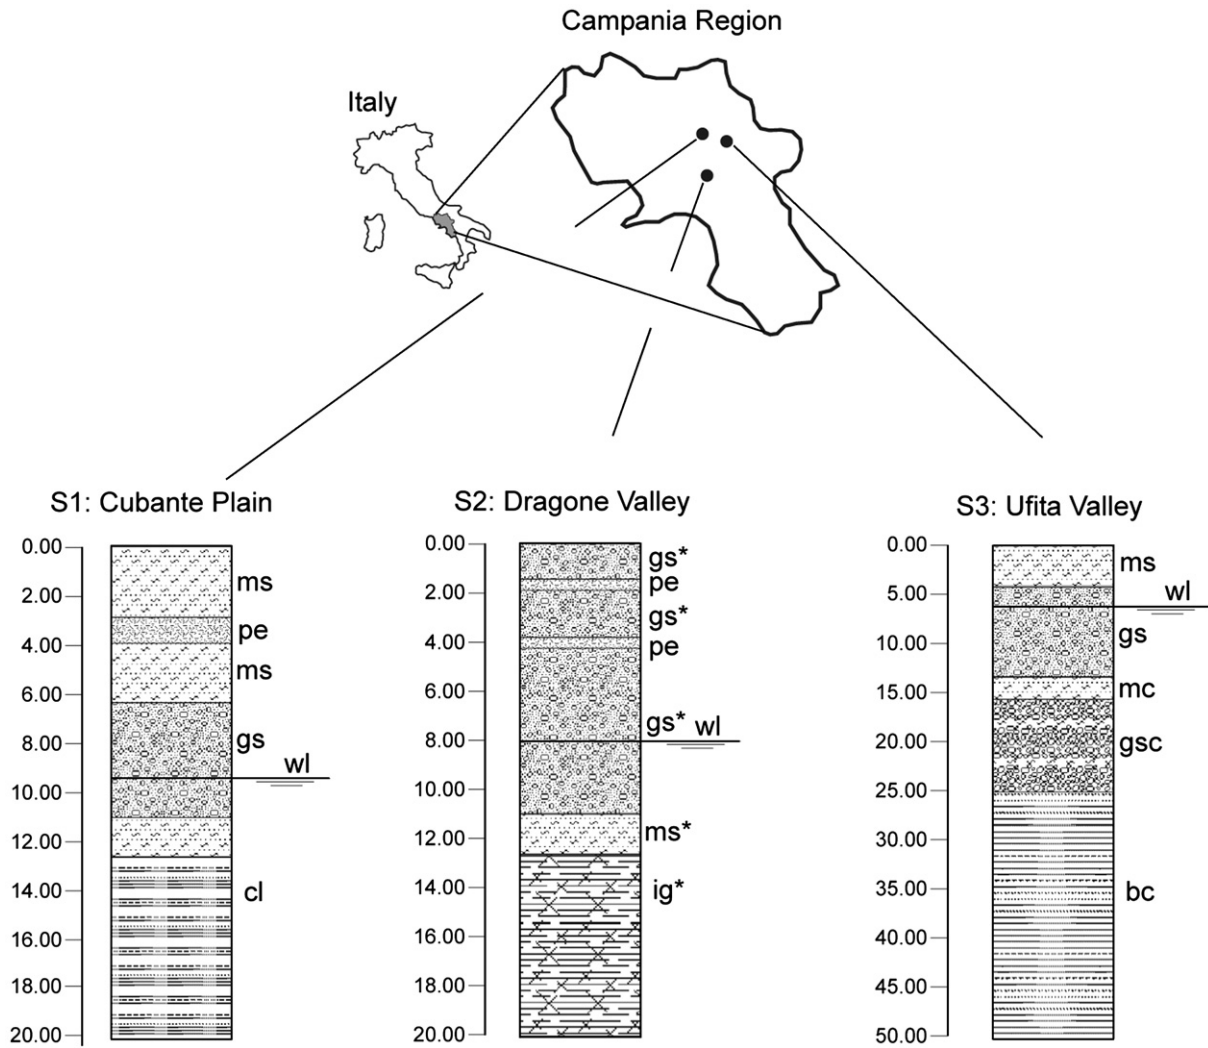 Campania Region
Italy
S1: Cubante Plain
0.00
2.00
4.00
6.00
8.00
10.00
12.00
14.00
16.00
18.00
20.00
ms
pe
ms
gs
wl
cl
S2: Dragone Valley
0.00
2.00
4.00
6.00
8.00
10.00
12.00
14.00
16.00
18.00
20.00
gs*
pe
gs*
pe
gs* wl
ms*
ig*
S3: Ufita Valley
0.00
5.00
10.00
15.00
20.00
25.00
30.00
35.00
40.00
45.00
50.00
ms
wl
gs
mc
gsc
bc